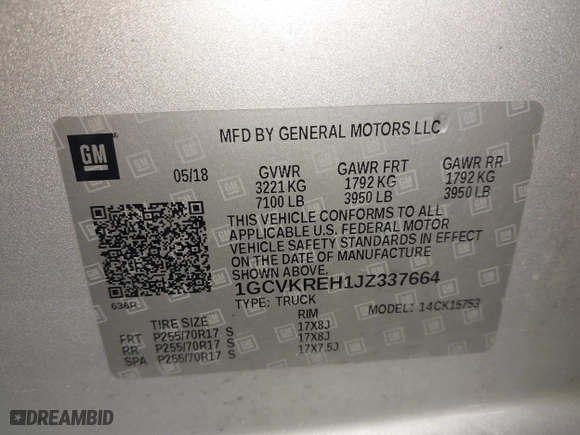 MFD BY GENERAL MOTORS LLC
GM
05/18 GVWR GAWR FRT GAWR RR
3221 KG 1792 KG 1792 KG
7100 LB 3950 LB 3950 LB
THIS VEHICLE CONFORMS TO ALL
APPLICABLE U.S. FEDERAL MOTOR
VEHICLE SAFETY STANDARDS IN EFFECT
ON THE DATE OF MANUFACTURE
SHOWN ABOVE.
1GCVKREH1JZ337664
636R
TYPE: TRUCK MODEL: 14CK15753
TIRE SIZE RIM
FRT P255/70R17 S 17X8J
RR P255/70R17 S 17X8J
SPA P255/70R17 S 17X7.5J
DREAMBID